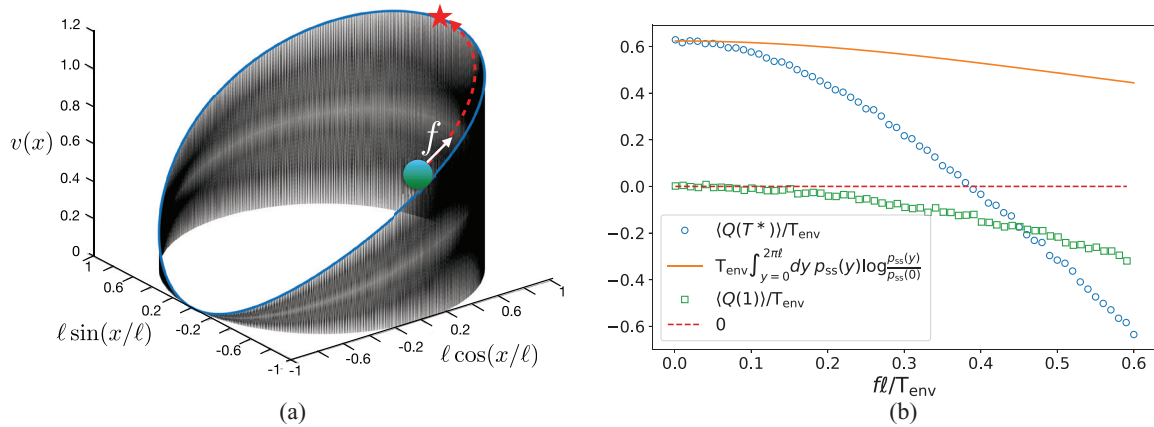 1.2
1.0
0.8
v(x)
0.6
0.4
0.2
0
1
0.6
0.2
-0.2
-0.6
-1
ℓ sin(x/ℓ)
-1
-0.6
-0.2
0.2
0.6
1
ℓ cos(x/ℓ)
f
(a)
0.6
0.4
0.2
0.0
−0.2
−0.4
−0.6
⟨Q(T*)⟩/T_env
T_env ∫_{y=0}^{2πℓ} dy p_ss(y) log p_ss(y)/p_ss(0)
⟨Q(1)⟩/T_env
0
0.0 0.1 0.2 0.3 0.4 0.5 0.6
fℓ/T_env
(b)